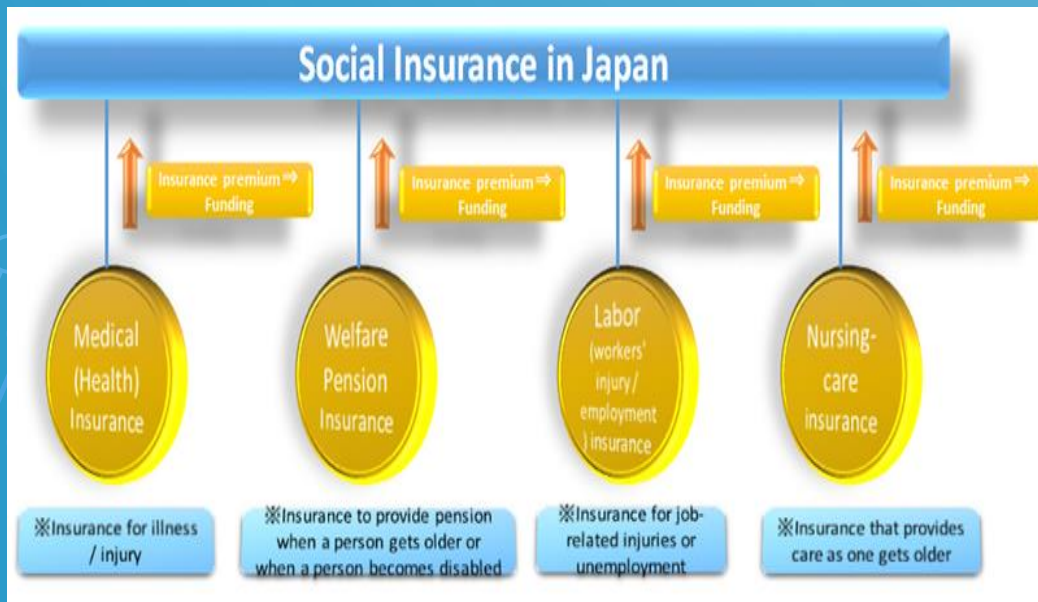 Social Insurance in Japan
Insurance premium⇒
Funding
Insurance premium⇒
Funding
Insurance premium⇒
Funding
Insurance premium⇒
Funding
Medical
(Health)
Insurance
Welfare
Pension
Insurance
Labor
(workers'
injury /
employment
) insurance
Nursing-
care
insurance
※Insurance for illness
/ injury
※Insurance to provide pension
when a person gets older or
when a person becomes disabled
※Insurance for job-
related injuries or
unemployment
※Insurance that provides
care as one gets older